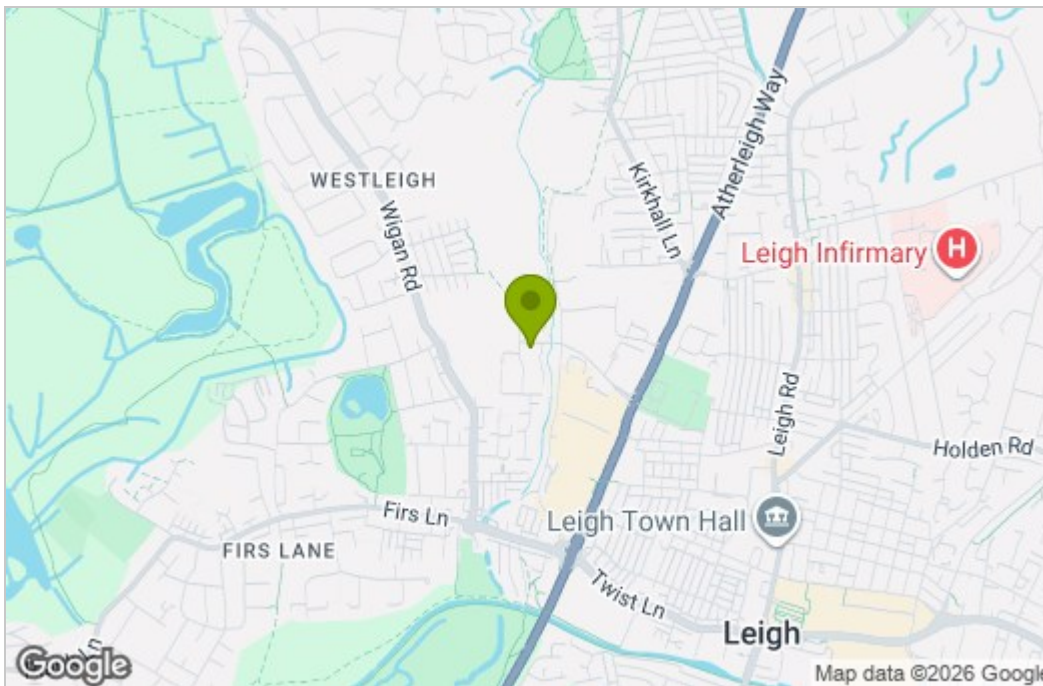 WESTLEIGH
Wigan Rd
Kirkhall Ln
Atherleigh Way
Leigh Infirmary
H
Leigh Rd
Holden Rd
Firs Ln
Leigh Town Hall
FIRS LANE
Twist Ln
Leigh
Ln
Google
Map data ©2026 Google